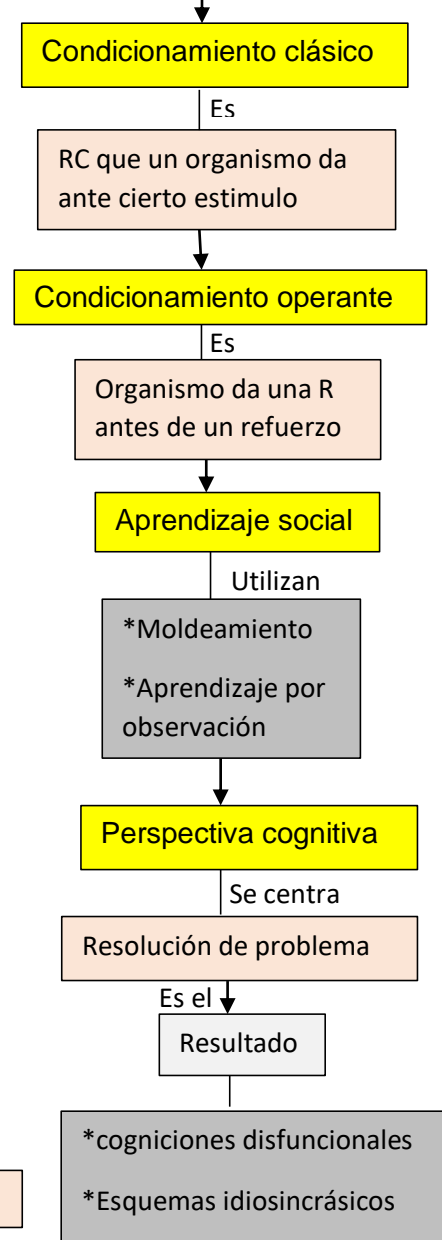 Condicionamiento clásico
Es
RC que un organismo da
ante cierto estimulo
Condicionamiento operante
Es
Organismo da una R
antes de un refuerzo
Aprendizaje social
Utilizan
*Moldeamiento
*Aprendizaje por
observación
Perspectiva cognitiva
Se centra
Resolución de problema
Es el
Resultado
*cogniciones disfuncionales
*Esquemas idiosincrásicos